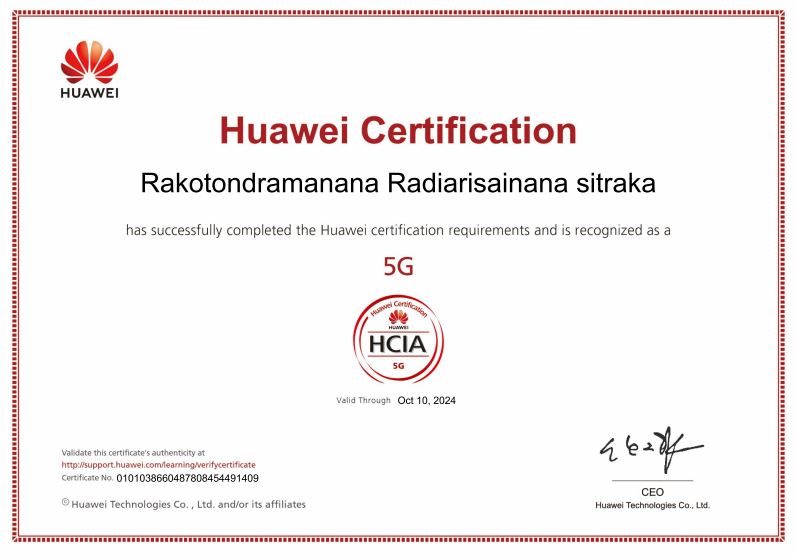 HUAWEI
Huawei Certification
Rakotondramanana Radiarisainana sitraka
has successfully completed the Huawei certification requirements and is recognized as a
5G
Huawei Certification
HUAWEI
HCIA
5G
Valid Through Oct 10, 2024
Validate this certificate's authenticity at
http://support.huawei.com/learning/verifycertificate
Certificate No. 0101038660487808454491409
© Huawei Technologies Co. , Ltd. and/or its affiliates
CEO
Huawei Technologies Co., Ltd.